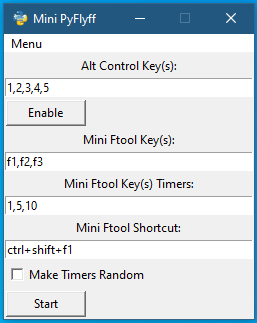 Mini PyFlyff
Menu
Alt Control Key(s):
1,2,3,4,5
Enable
Mini Ftool Key(s):
f1,f2,f3
Mini Ftool Key(s) Timers:
1,5,10
Mini Ftool Shortcut:
ctrl+shift+f1
Make Timers Random
Start